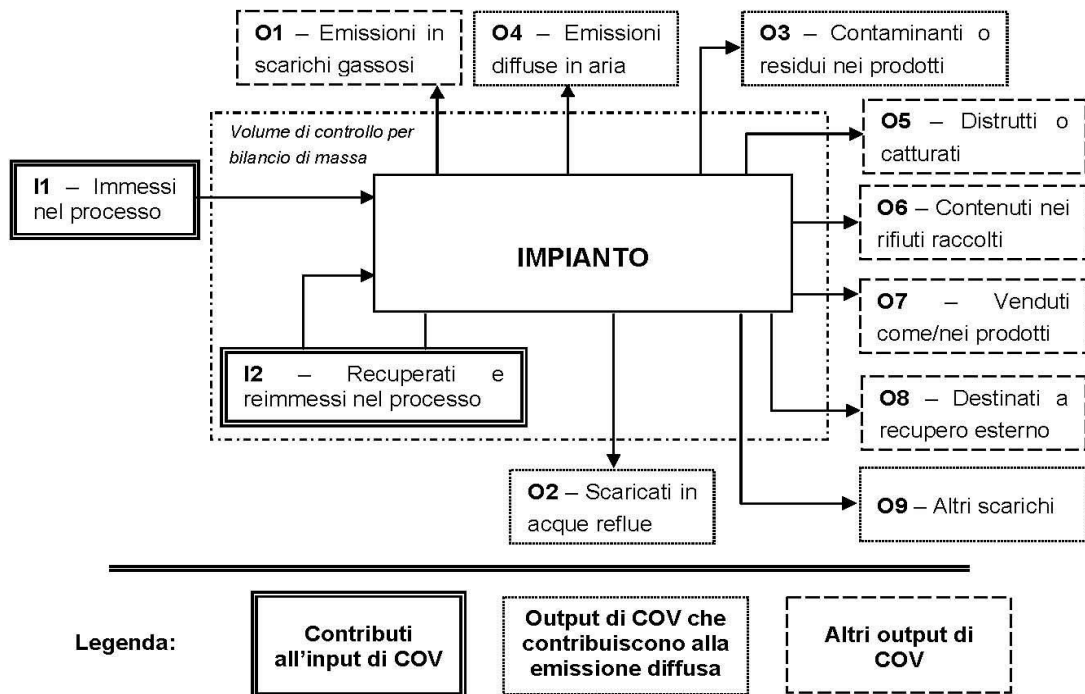 O1 – Emissioni in
scarichi gassosi
O4 – Emissioni
diffuse in aria
O3 – Contaminanti o
residui nei prodotti
Volume di controllo per
bilancio di massa
O5 – Distrutti o
catturati
I1 – Immessi
nel processo
O6 – Contenuti nei
rifiuti raccolti
IMPIANTO
O7 – Venduti
come/nei prodotti
I2 – Recuperati e
reimmessi nel processo
O8 – Destinati a
recupero esterno
O2 – Scaricati in
acque reflue
O9 – Altri scarichi
Legenda:
Contributi
all'input di COV
Output di COV che
contribuiscono alla
emissione diffusa
Altri output di
COV